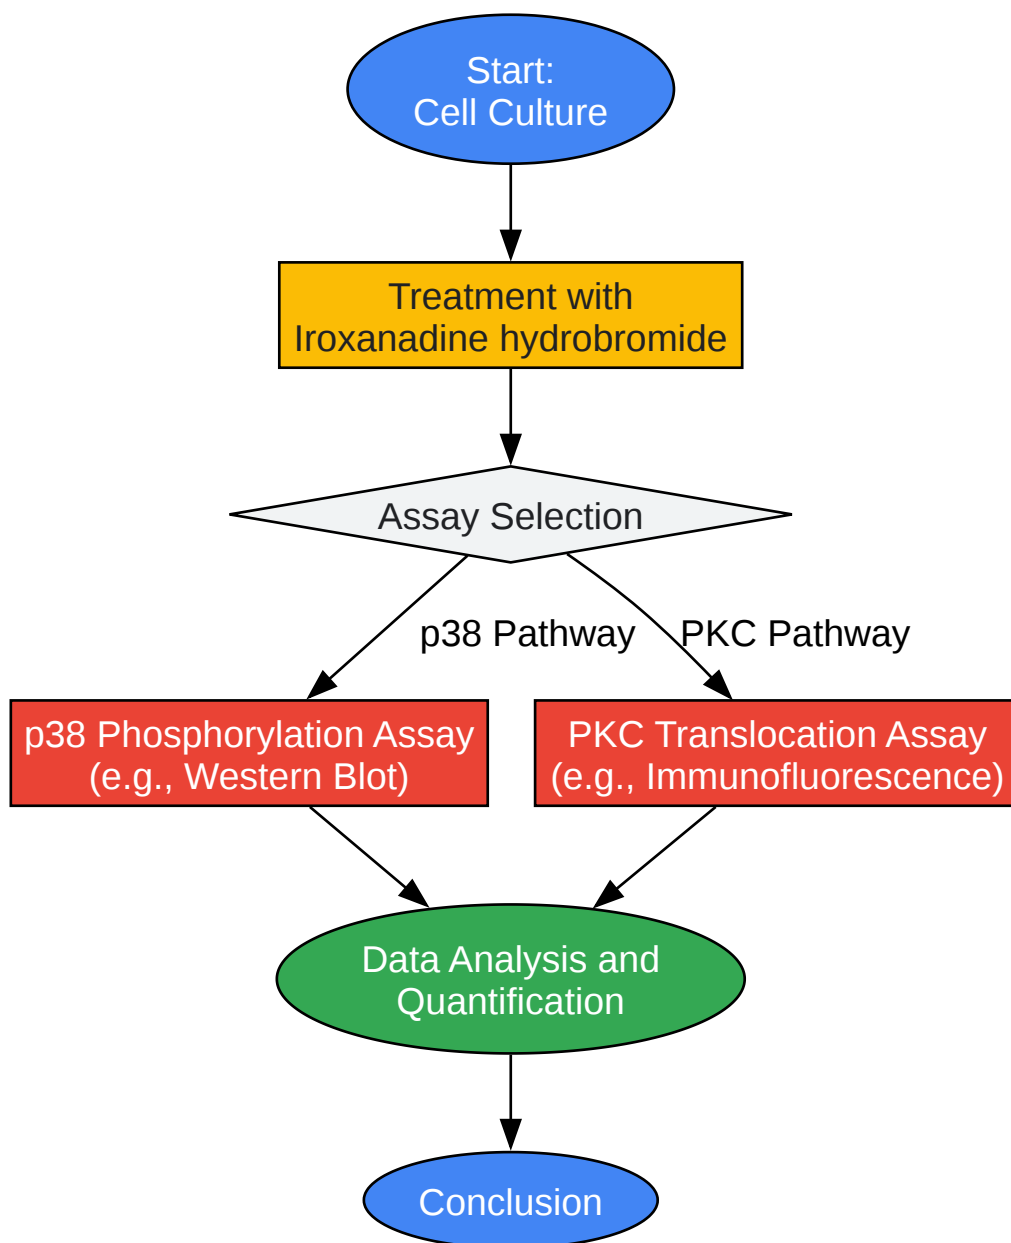 Start:
Cell Culture
Treatment with
Iroxanadine hydrobromide
Assay Selection
p38 Pathway
PKC Pathway
p38 Phosphorylation Assay
(e.g., Western Blot)
PKC Translocation Assay
(e.g., Immunofluorescence)
Data Analysis and
Quantification
Conclusion